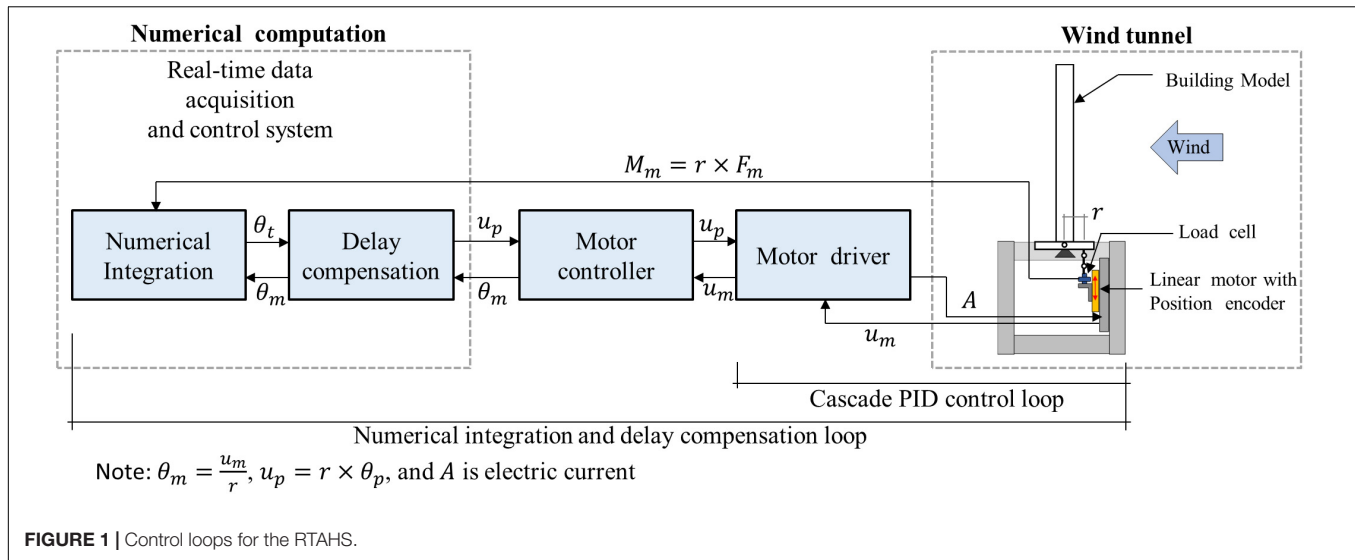 Numerical computation
Real-time data
acquisition
and control system
Wind tunnel
Building Model
Wind
r
Load cell
Linear motor with
Position encoder
M_m = r × F_m
Numerical
Integration
θ_t
θ_m
Delay
compensation
u_p
θ_m
Motor
controller
u_p
u_m
Motor driver
A
u_m
Cascade PID control loop
Numerical integration and delay compensation loop
Note: θ_m = u_m/r, u_p = r × θ_p, and A is electric current
FIGURE 1 | Control loops for the RTAHS.